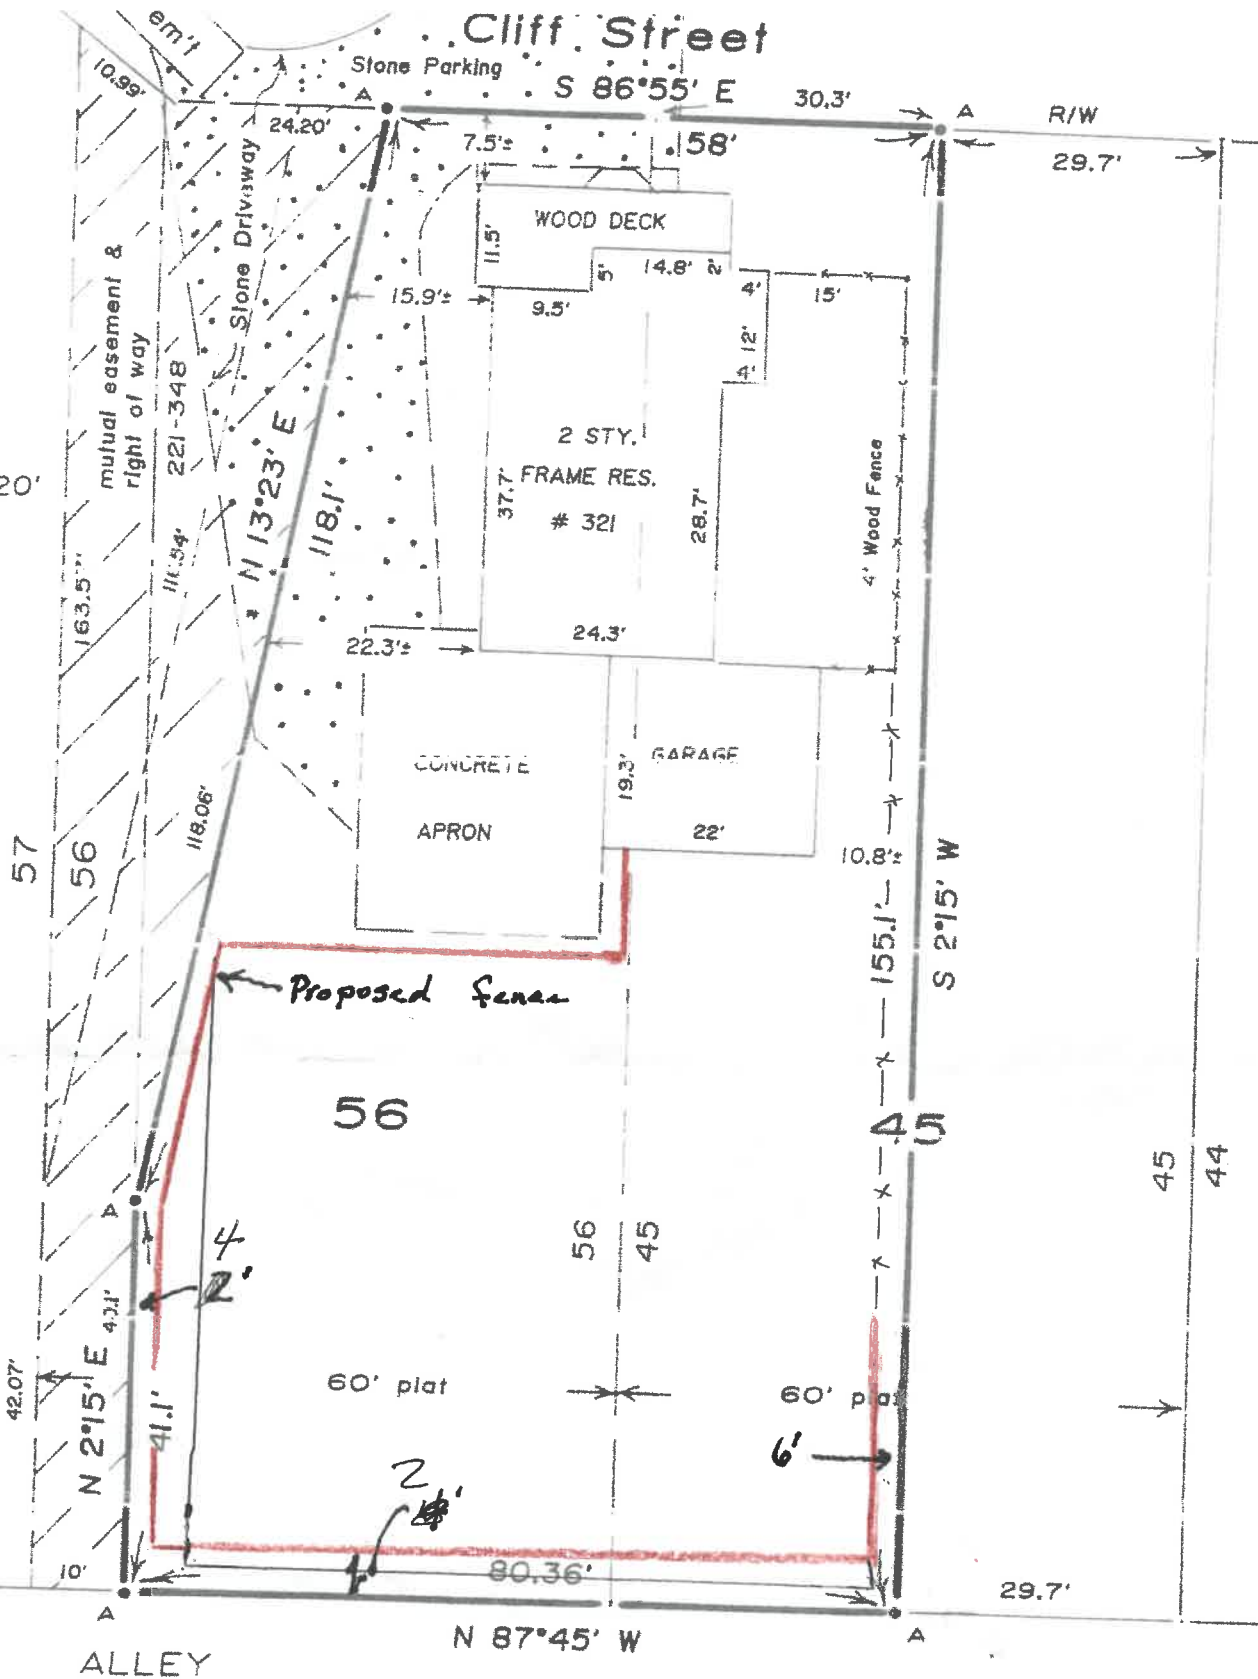 Cliff Street
em't
Stone Parking
S 86°55' E
30.3'
10.99'
A
24.20'
7.5'±
58'
A
R/W
29.7'
Stone Driveway
WOOD DECK
11.5'
5'
14.8'
2'
15.9'±
9.5'
4'
15'
12'
4'
mutual easement &
right of way
221-348
N 13°23' E
118.1'
2 STY.
FRAME RES.
# 321
37.7'
28.7'
4' Wood Fence
20'
163.5'
24.3'
22.3'±
CONCRETE
APRON
19.3'
GARAGE
22'
118.06'
57
56
10.8'±
155.1'
S 2°15' W
Proposed fence
56
45
45
44
A
4
2'
56
45
N 2°15' E
41.1'
42.07'
60' plat
60' plat
6'
2
10'
80.36'
29.7'
A
A
N 87°45' W
ALLEY